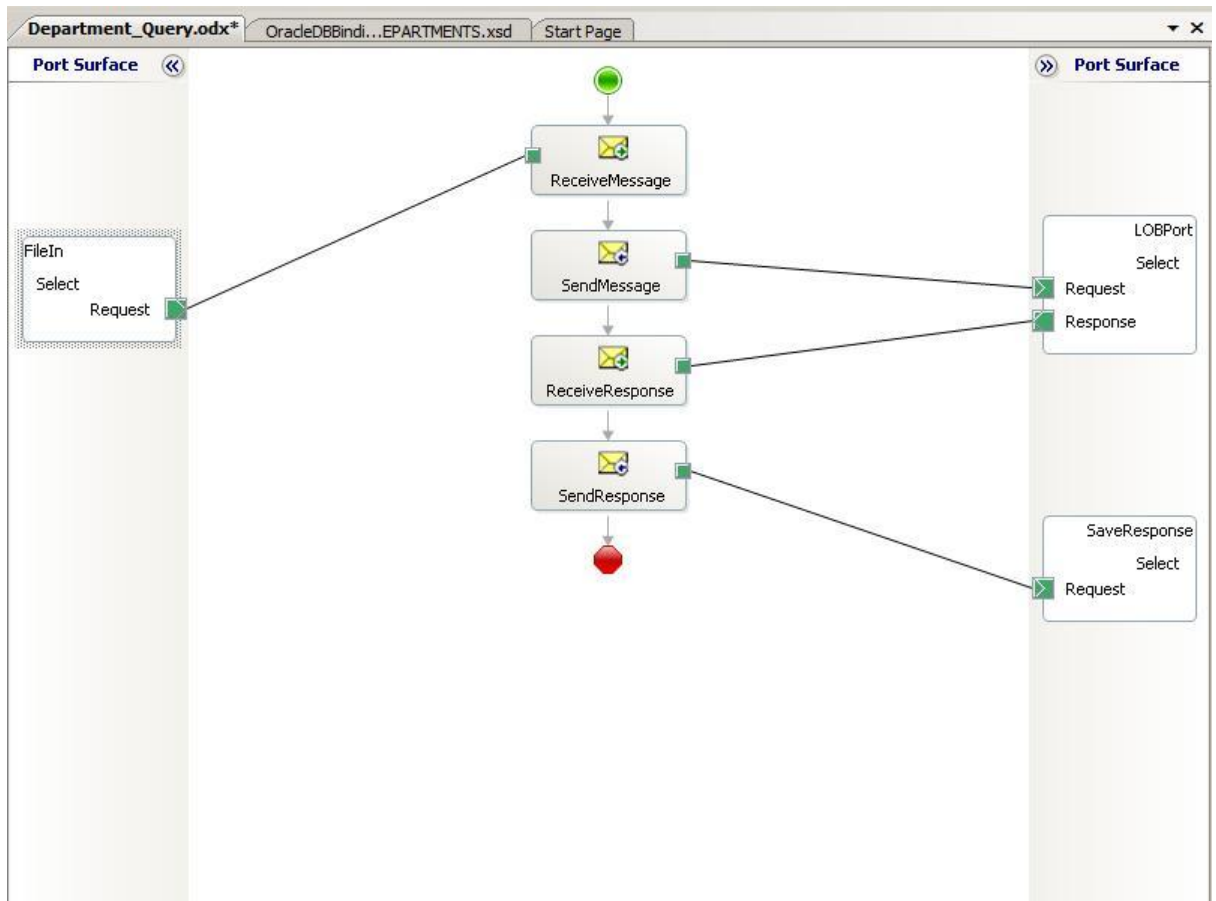 Department_Query.odx*
OracleDBBindi...EPARTMENTS.xsd
Start Page
Port Surface
Port Surface
ReceiveMessage
FileIn
Select
Request
SendMessage
LOBPort
Select
Request
Response
ReceiveResponse
SendResponse
SaveResponse
Select
Request